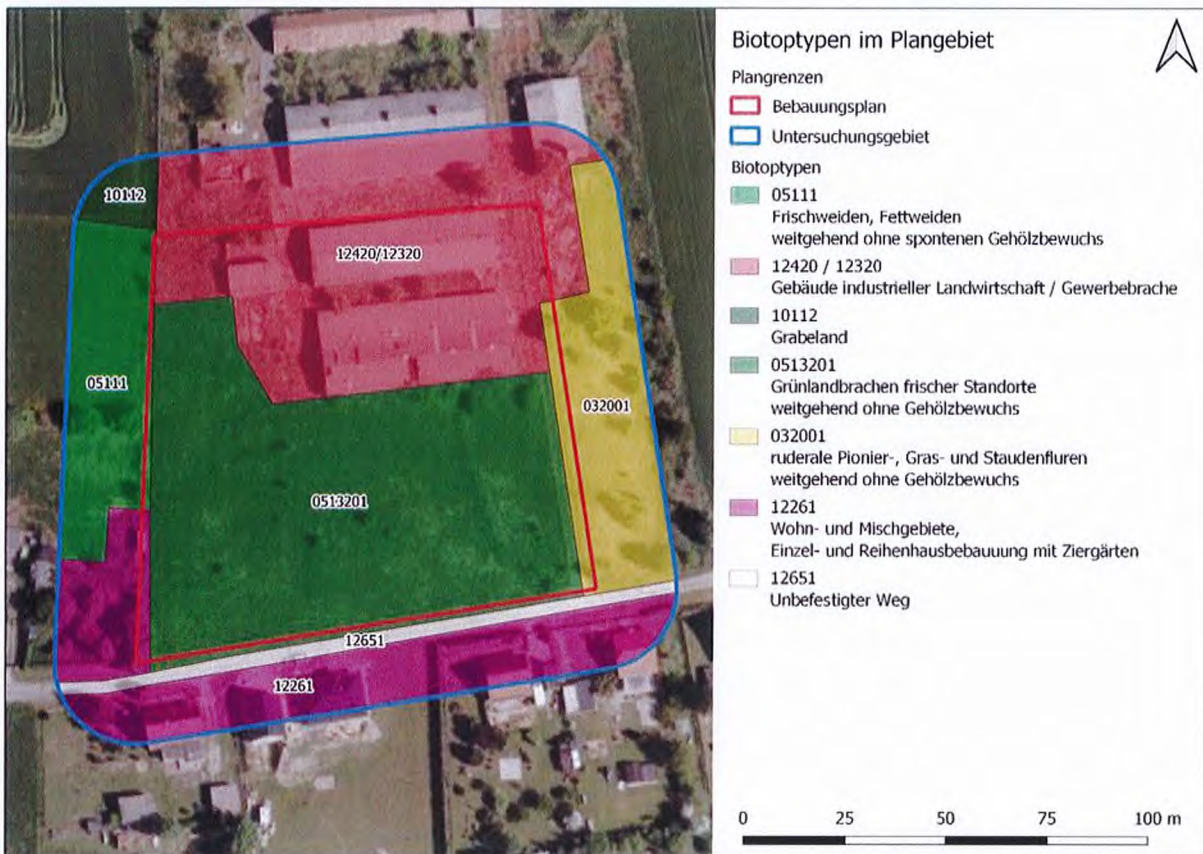 Biotoptypen im Plangebiet
Plangrenzen
Bebauungsplan
Untersuchungsgebiet
Biotoptypen
05111
Frischweiden, Fettweiden
weitgehend ohne spontenen Gehölzbewuchs
12420 / 12320
Gebäude industrieller Landwirtschaft / Gewerbebrache
10112
Grabeland
0513201
Grünlandbrachen frischer Standorte
weitgehend ohne Gehölzbewuchs
032001
ruderale Pionier-, Gras- und Staudenfluren
weitgehend ohne Gehölzbewuchs
12261
Wohn- und Mischgebiete,
Einzel- und Reihenhausbebauuung mit Ziergärten
12651
Unbefestigter Weg
0 25 50 75 100 m
10112
12420/12320
05111
032001
0513201
12651
12261